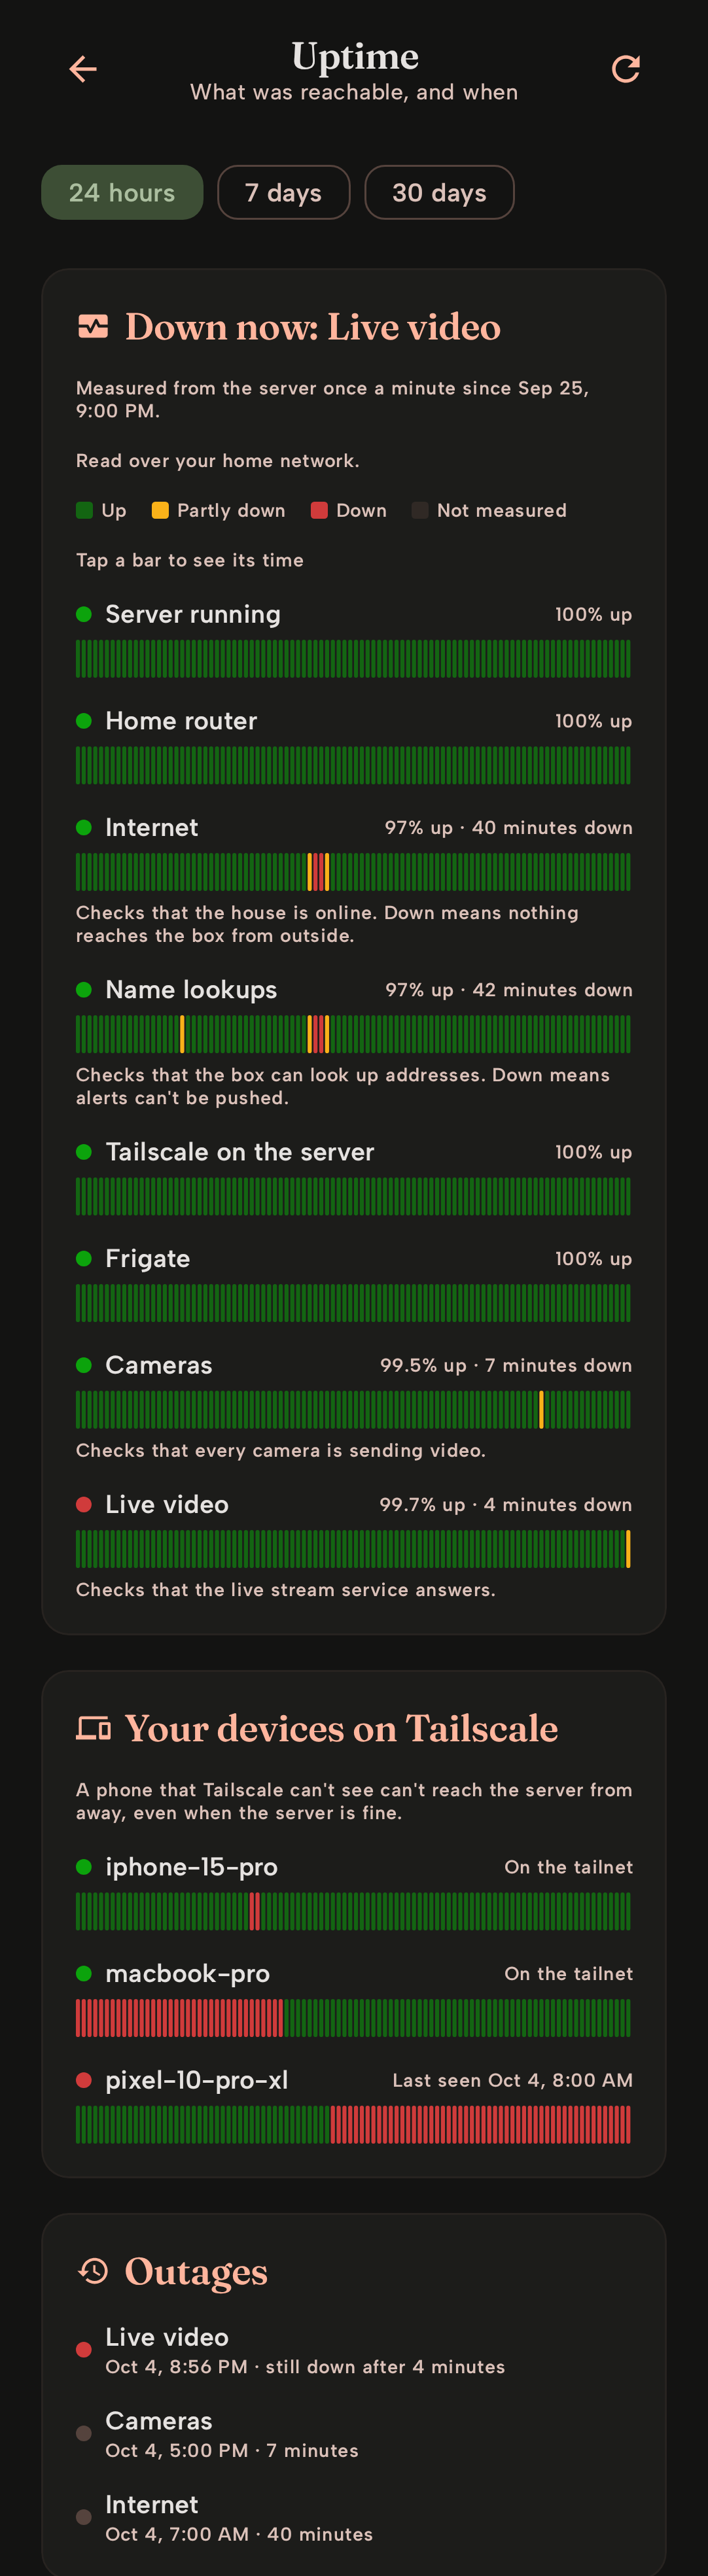 Uptime
What was reachable, and when
24 hours
7 days
30 days
Down now: Live video
Measured from the server once a minute since Sep 25,
9:00 PM.
Read over your home network.
Up
Partly down
Down
Not measured
Tap a bar to see its time
Server running
100% up
Home router
100% up
Internet
97% up · 40 minutes down
Checks that the house is online. Down means nothing
reaches the box from outside.
Name lookups
97% up · 42 minutes down
Checks that the box can look up addresses. Down means
alerts can't be pushed.
Tailscale on the server
100% up
Frigate
100% up
Cameras
99.5% up · 7 minutes down
Checks that every camera is sending video.
Live video
99.7% up · 4 minutes down
Checks that the live stream service answers.
Your devices on Tailscale
A phone that Tailscale can't see can't reach the server from
away, even when the server is fine.
iphone-15-pro
On the tailnet
macbook-pro
On the tailnet
pixel-10-pro-xl
Last seen Oct 4, 8:00 AM
Outages
Live video
Oct 4, 8:56 PM · still down after 4 minutes
Cameras
Oct 4, 5:00 PM · 7 minutes
Internet
Oct 4, 7:00 AM · 40 minutes